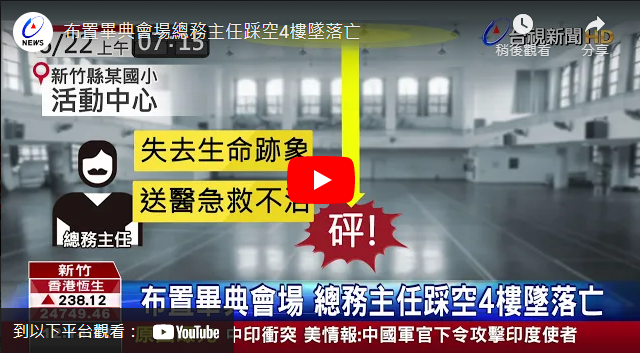 布置畢典會場總務主任踩空4樓墜落亡
NEWS
6/22 上午 07:13
台視新聞 HD
稍後觀看
分享
新竹縣某國小
活動中心
失去生命跡象
送醫急救不治
總務主任
砰!
新竹
香港恆生
▲238.12
24749.46
布置畢典會場 總務主任踩空4樓墜落亡
中印衝突 美情報:中國軍官下令攻擊印度使者
到以下平台觀看：
YouTube